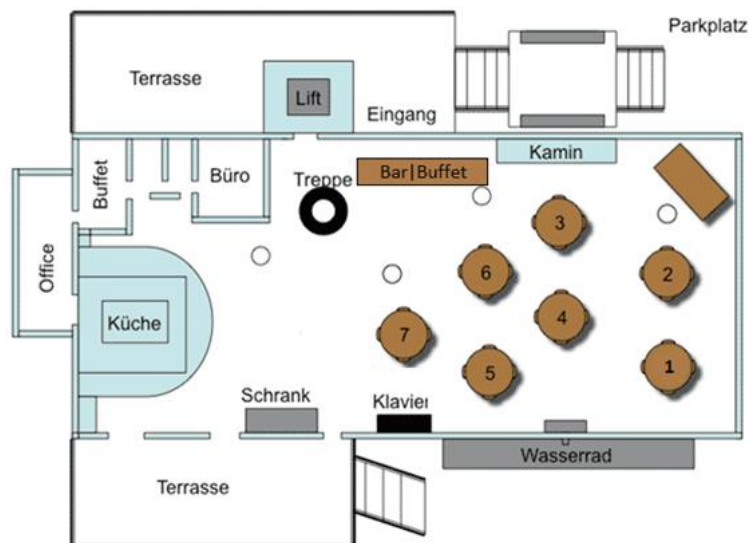 Parkplatz
Terrasse
Lift
Eingang
Kamin
Buffet
Büro
Treppe
Bar|Buffet
Office
3
6
2
4
7
5
1
Küche
Schrank
Klavier
Wasserrad
Terrasse